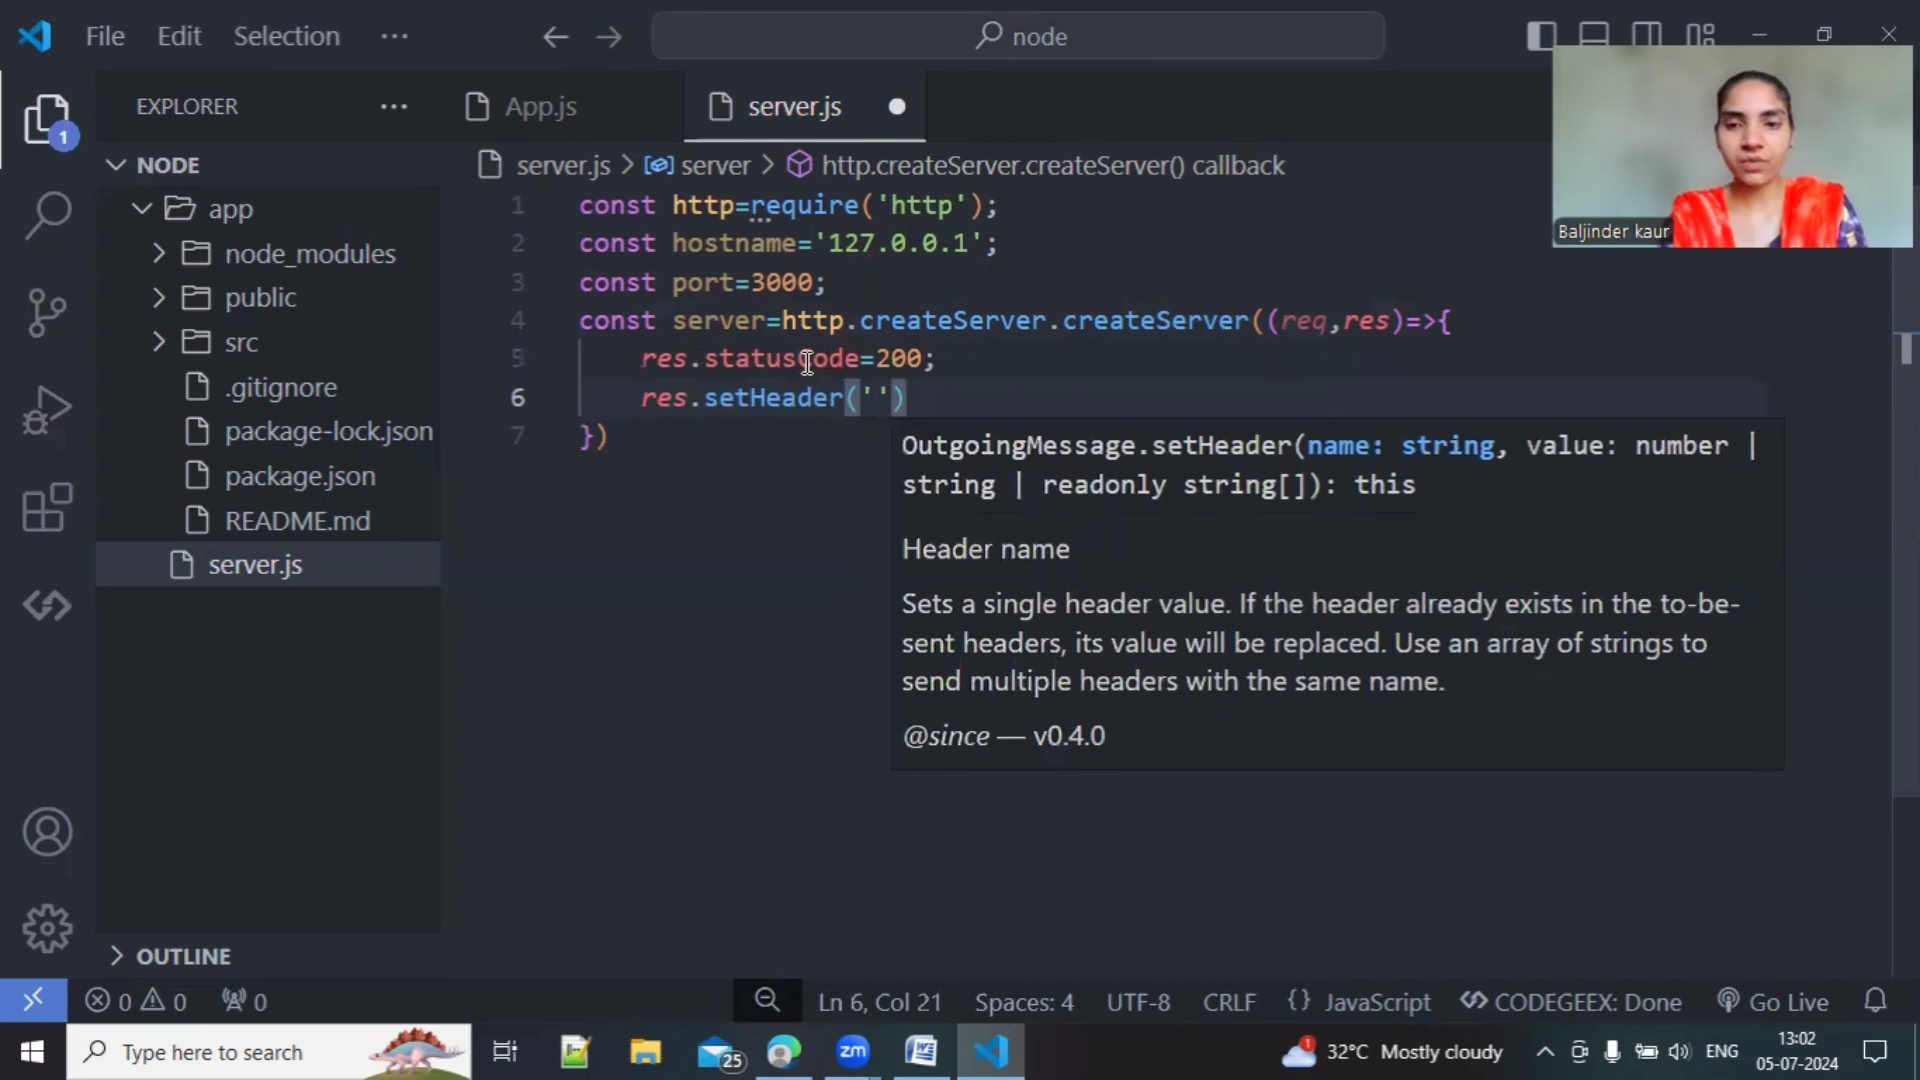 File Edit Selection ... node
EXPLORER ...
App.js
server.js
1
NODE
server.js > server > http.createServer.createServer() callback
app
node_modules
public
src
.gitignore
package-lock.json
package.json
README.md
server.js
OUTLINE
1 const http=require('http');
2 const hostname='127.0.0.1';
3 const port=3000;
4 const server=http.createServer.createServer((req,res)=>{
5 res.statusCode=200;
6 res.setHeader('')
7 })
OutgoingMessage.setHeader(name: string, value: number |
string | readonly string[]): this
Header name
Sets a single header value. If the header already exists in the to-be-
sent headers, its value will be replaced. Use an array of strings to
send multiple headers with the same name.
@since — v0.4.0
Baljinder kaur
0 0 0 Ln 6, Col 21 Spaces: 4 UTF-8 CRLF {} JavaScript CODEGEEX: Done Go Live
Type here to search 25 zm W 1 32°C Mostly cloudy ENG
13:02
05-07-2024